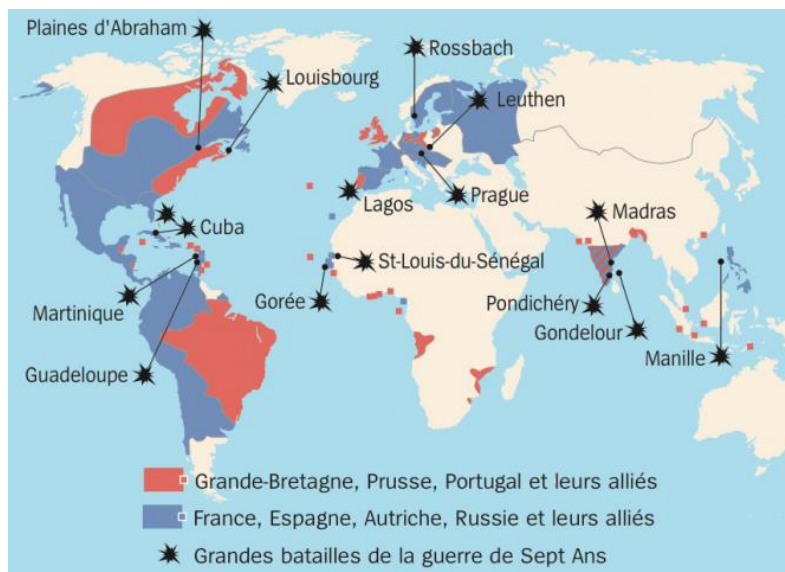 Plaines d'Abraham
Rossbach
Louisbourg
Leuthen
Lagos
Prague
Cuba
Madras
St-Louis-du-Sénégal
Martinique
Gorée
Pondichéry
Gondelour
Guadeloupe
Manille
Grande-Bretagne, Prusse, Portugal et leurs alliés
France, Espagne, Autriche, Russie et leurs alliés
Grandes batailles de la guerre de Sept Ans